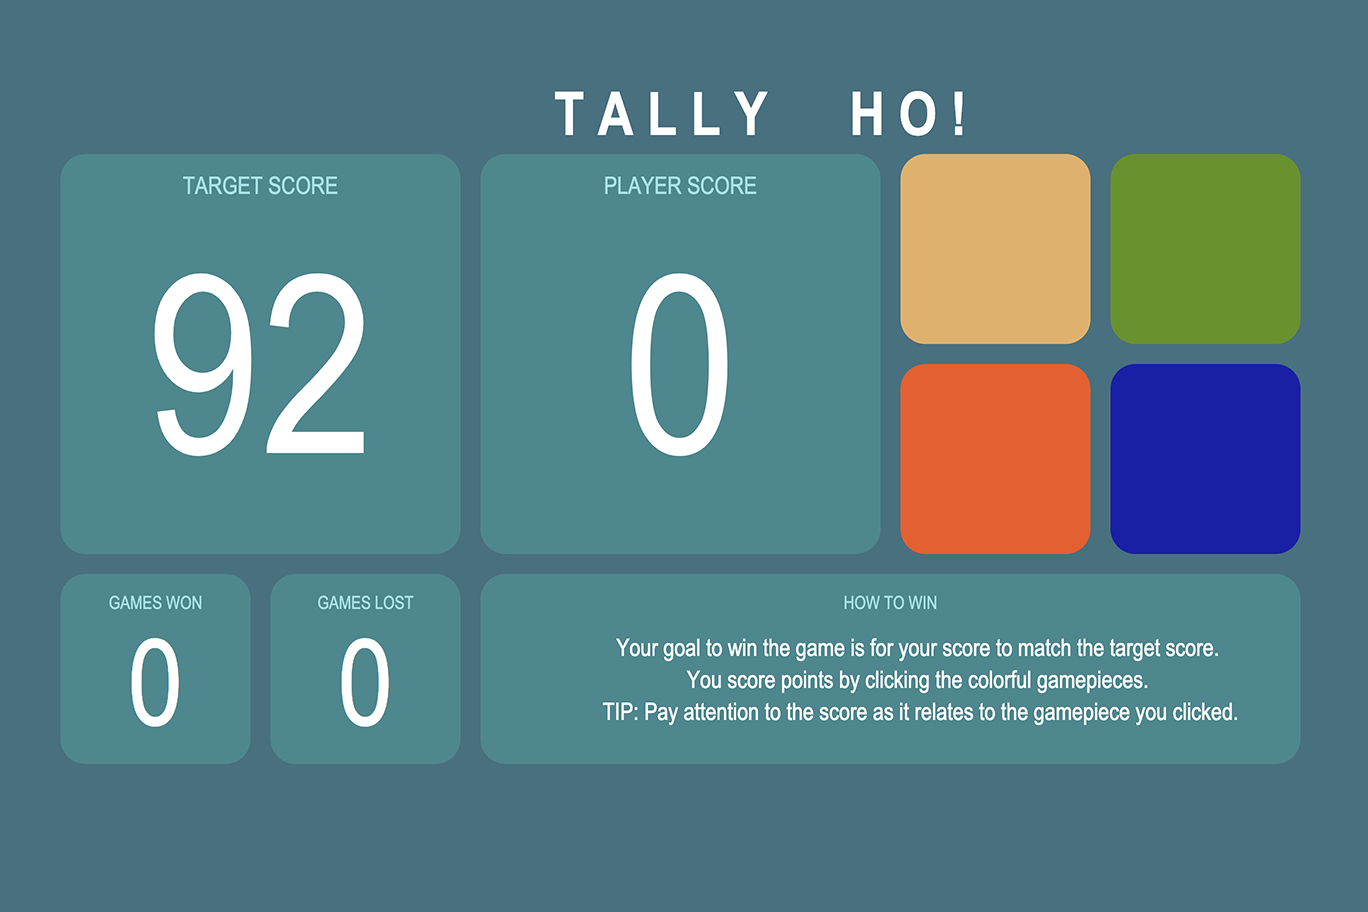 TALLY HO!
TARGET SCORE
92
PLAYER SCORE
0
GAMES WON
0
GAMES LOST
0
HOW TO WIN
Your goal to win the game is for your score to match the target score.
You score points by clicking the colorful gamepieces.
TIP: Pay attention to the score as it relates to the gamepiece you clicked.